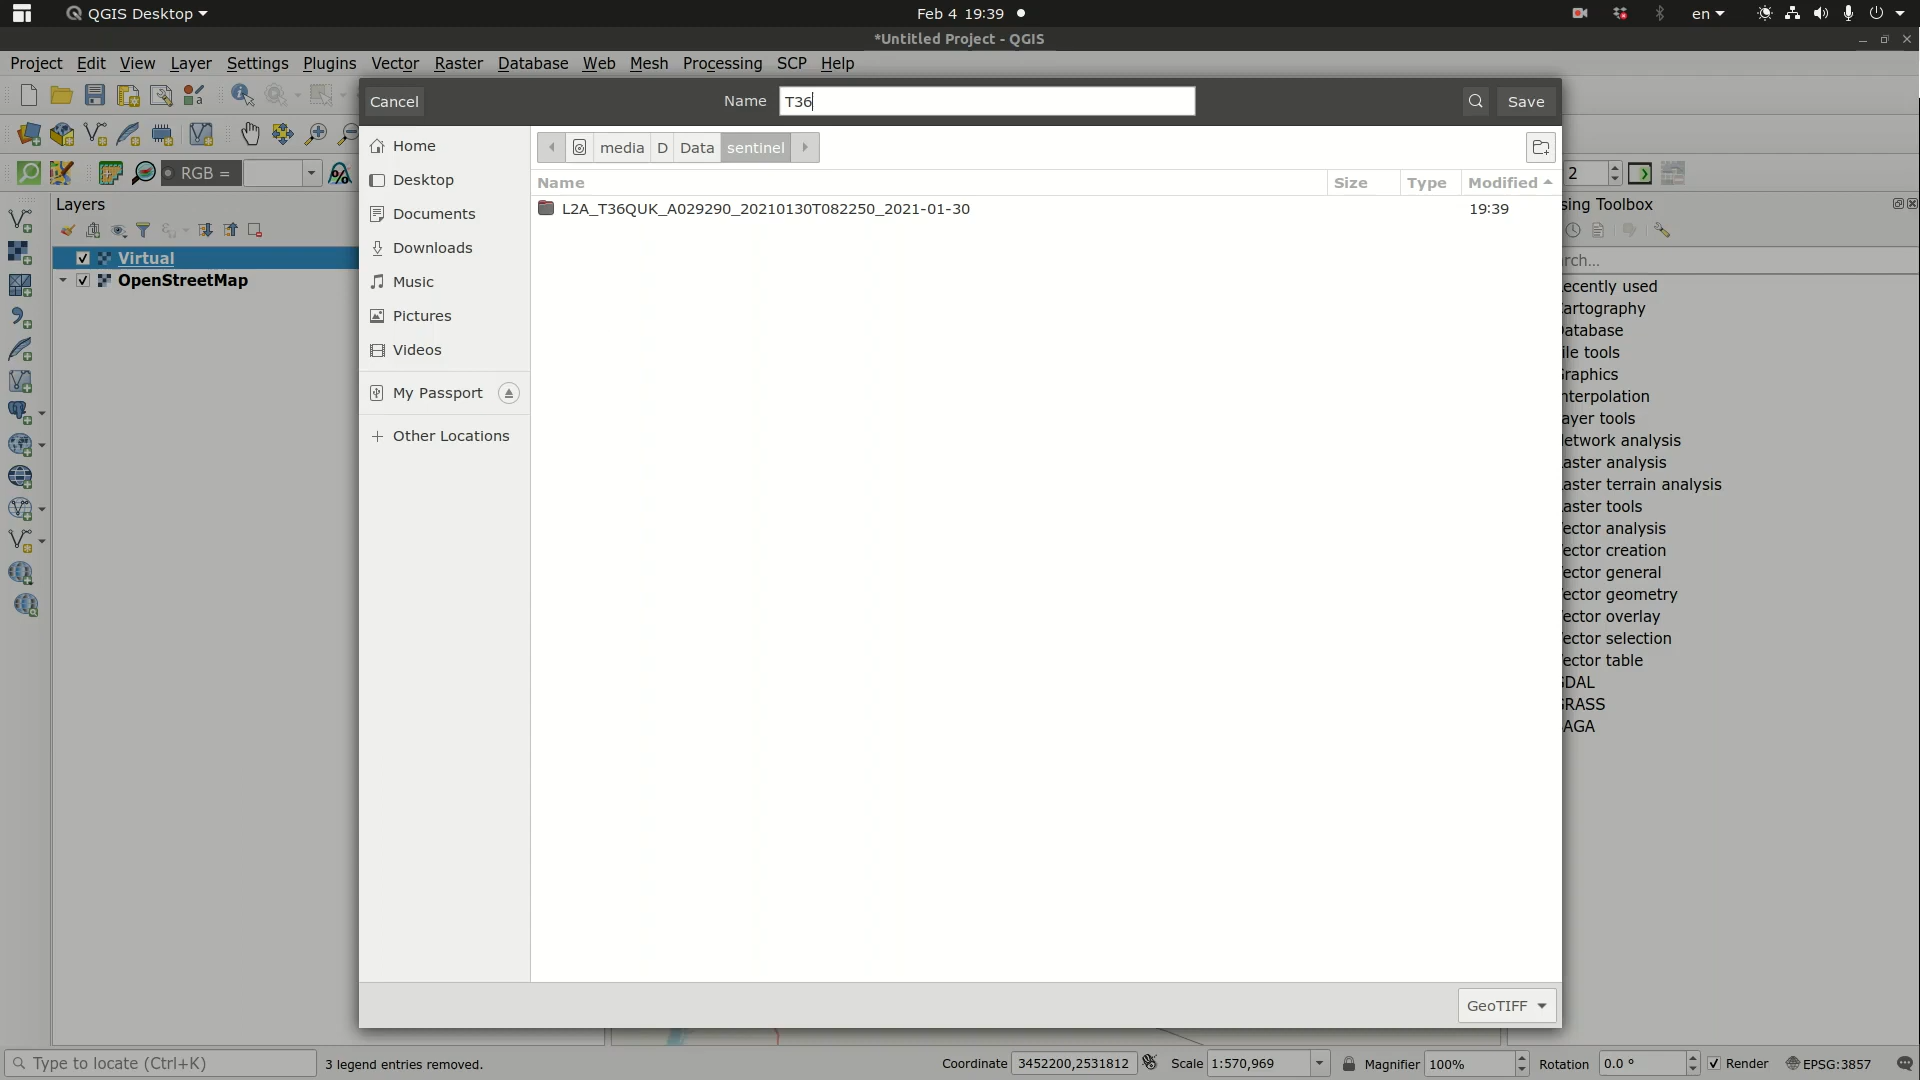 QGIS Desktop
Feb 4 19:39
en
*Untitled Project - QGIS
Project Edit View Layer Settings Plugins Vector Raster Database Web Mesh Processing SCP Help
Cancel
Name T36
Save
RGB =
2
Home
Desktop
Documents
Downloads
Music
Pictures
Videos
My Passport
Other Locations
media D Data sentinel
Name Size Type Modified
L2A_T36QUK_A029290_20210130T082250_2021-01-30 19:39
GeoTIFF
Layers
Virtual
OpenStreetMap
sing Toolbox
rch...
ecently used
artography
atabase
ile tools
raphics
nterpolation
ayer tools
etwork analysis
aster analysis
aster terrain analysis
aster tools
ector analysis
ector creation
ector general
ector geometry
ector overlay
ector selection
ector table
DAL
RASS
AGA
Type to locate (Ctrl+K)
3 legend entries removed.
Coordinate 3452200,2531812
Scale 1:570,969
Magnifier 100%
Rotation 0.0 °
Render
EPSG:3857